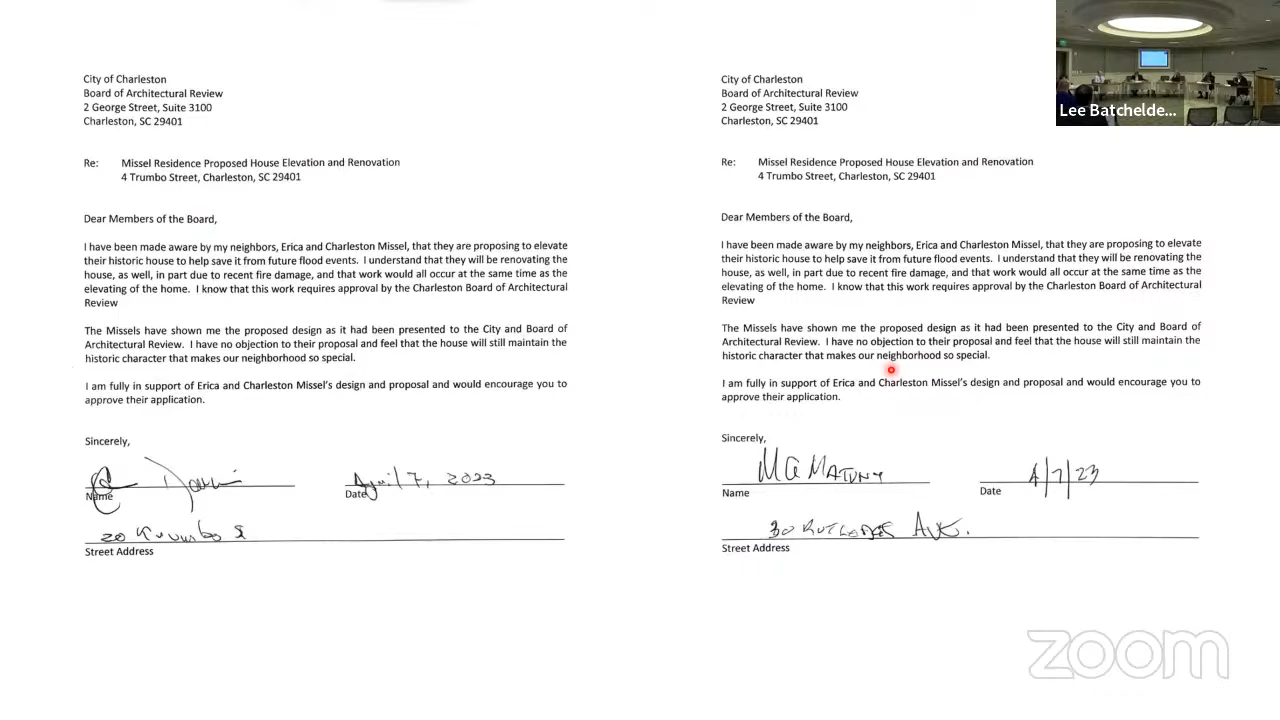 City of Charleston
Board of Architectural Review
2 George Street, Suite 3100
Charleston, SC 29401
Re: Missel Residence Proposed House Elevation and Renovation
4 Trumbo Street, Charleston, SC 29401
Dear Members of the Board,
I have been made aware by my neighbors, Erica and Charleston Missel, that they are proposing to elevate
their historic house to help save it from future flood events. I understand that they will be renovating the
house, as well, in part due to recent fire damage, and that work would all occur at the same time as the
elevating of the home. I know that this work requires approval by the Charleston Board of Architectural
Review
The Missels have shown me the proposed design as it had been presented to the City and Board of
Architectural Review. I have no objection to their proposal and feel that the house will still maintain the
historic character that makes our neighborhood so special.
I am fully in support of Erica and Charleston Missel's design and proposal and would encourage you to
approve their application.
Sincerely,
April 7, 2023
Name Date
20
Street Address
City of Charleston
Board of Architectural Review
2 George Street, Suite 3100
Charleston, SC 29401
Re: Missel Residence Proposed House Elevation and Renovation
4 Trumbo Street, Charleston, SC 29401
Dear Members of the Board,
I have been made aware by my neighbors, Erica and Charleston Missel, that they are proposing to elevate
their historic house to help save it from future flood events. I understand that they will be renovating the
house, as well, in part due to recent fire damage, and that work would all occur at the same time as the
elevating of the home. I know that this work requires approval by the Charleston Board of Architectural
Review
The Missels have shown me the proposed design as it had been presented to the City and Board of
Architectural Review. I have no objection to their proposal and feel that the house will still maintain the
historic character that makes our neighborhood so special.
I am fully in support of Erica and Charleston Missel's design and proposal and would encourage you to
approve their application.
Sincerely,
4/7/23
Name Date
30 RUTLEDGE AVE.
Street Address
Lee Batchelde...
zoom